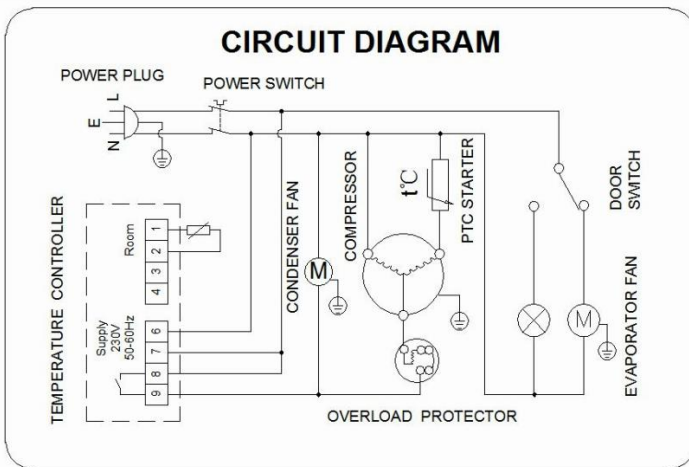 CIRCUIT DIAGRAM
POWER PLUG
POWER SWITCH
L
E
N
TEMPERATURE CONTROLLER
Room
1
2
3
4
Supply
230V
50-60Hz
6
7
8
9
CONDENSER FAN
M
COMPRESSOR
t°C
PTC STARTER
OVERLOAD PROTECTOR
DOOR
SWITCH
M
EVAPORATOR FAN